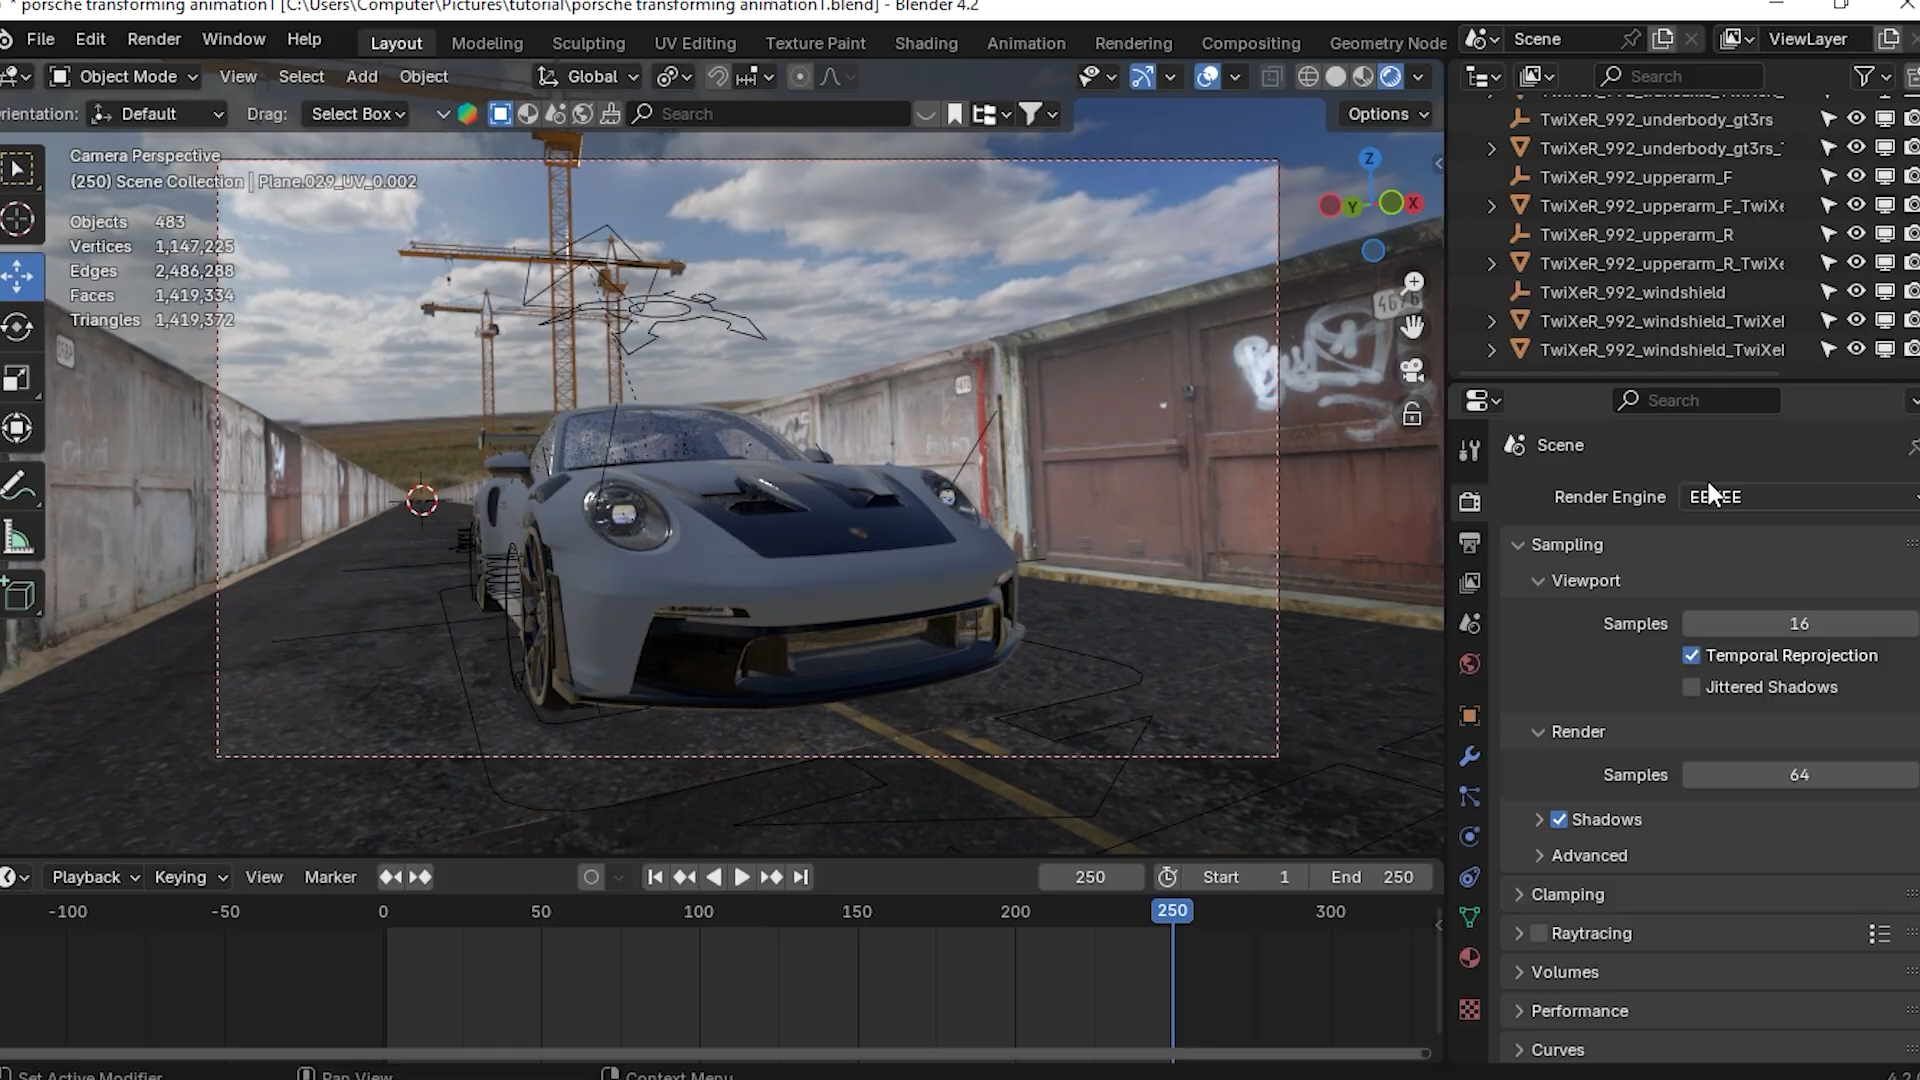 * porsche transforming animation1 [C:\Users\Computer\Pictures\tutorial\porsche transforming animation1.blend] - Blender 4.2
File Edit Render Window Help
Layout Modeling Sculpting UV Editing Texture Paint Shading Animation Rendering Compositing Geometry Node
Scene ViewLayer
Object Mode View Select Add Object Global
Search
Orientation: Default Drag: Select Box Search Options
Camera Perspective
(250) Scene Collection | Plane.029_UV_0.002
Objects 483
Vertices 1,147,225
Edges 2,486,288
Faces 1,419,334
Triangles 1,419,372
Z
Y
X
TwiXeR_992_underbody_gt3rs
TwiXeR_992_underbody_gt3rs_
TwiXeR_992_upperarm_F
TwiXeR_992_upperarm_F_TwiXe
TwiXeR_992_upperarm_R
TwiXeR_992_upperarm_R_TwiXe
TwiXeR_992_windshield
TwiXeR_992_windshield_TwiXel
TwiXeR_992_windshield_TwiXel
Search
Scene
Render Engine EEVEE
Sampling
Viewport
Samples 16
Temporal Reprojection
Jittered Shadows
Render
Samples 64
Shadows
Advanced
Clamping
Raytracing
Volumes
Performance
Curves
Playback Keying View Marker
250 Start 1 End 250
-100 -50 0 50 100 150 200 250 300
Set Active Modifier Pan View Context Menu